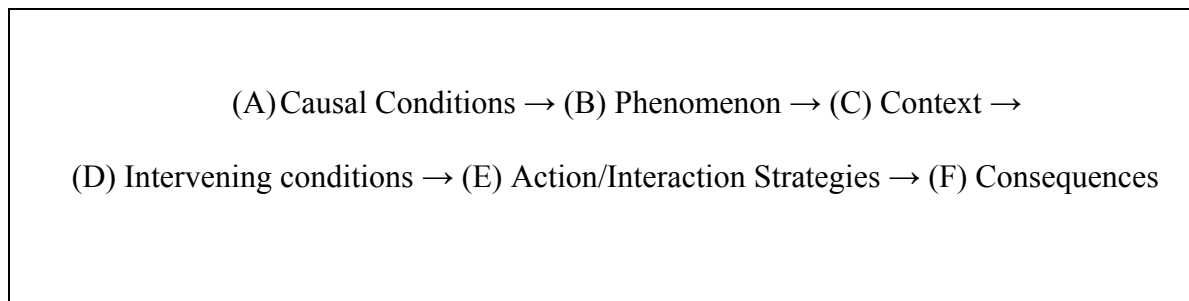 (A) Causal Conditions → (B) Phenomenon → (C) Context →
(D) Intervening conditions → (E) Action/Interaction Strategies → (F) Consequences